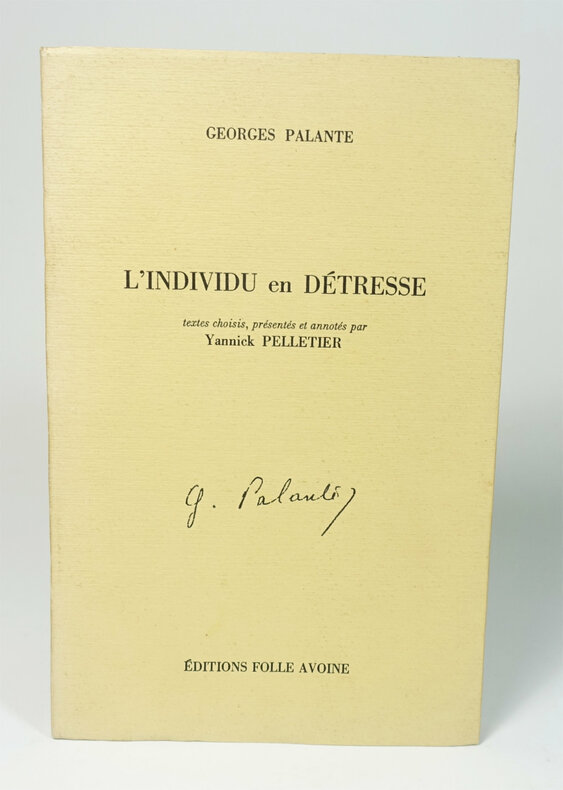 GEORGES PALANTE
L'INDIVIDU en DÉTRESSE
textes choisis, présentés et annotés par
Yannick PELLETIER
G. Palante
ÉDITIONS FOLLE AVOINE